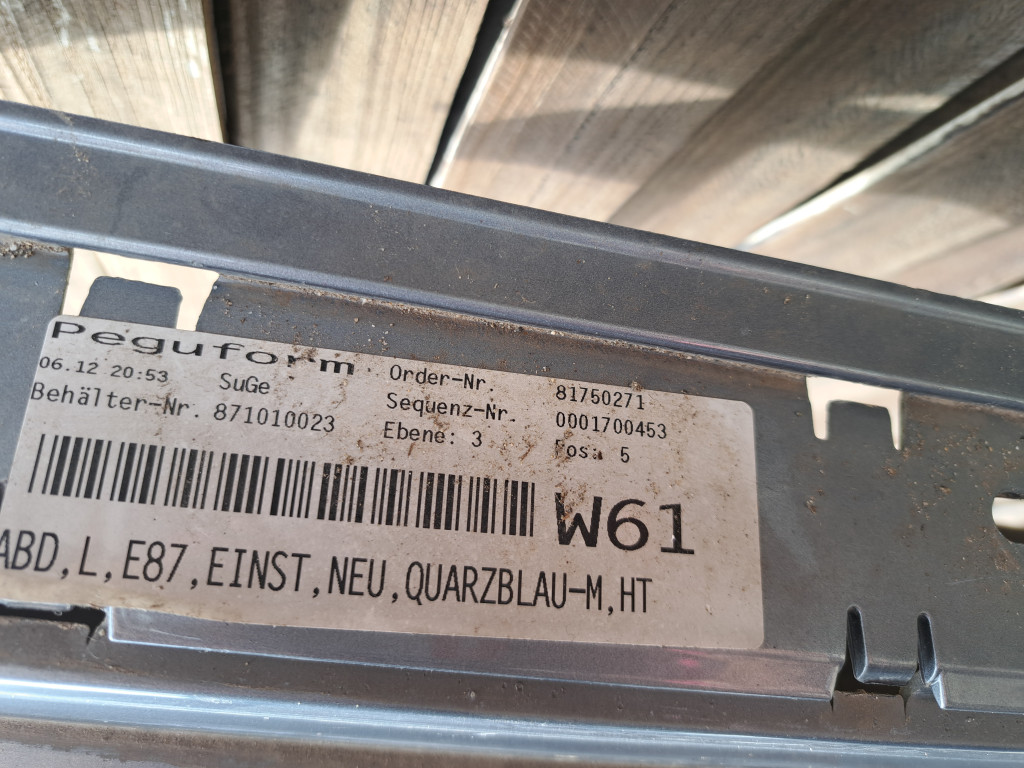 Peguform
06.12 20:53 SuGe Order-Nr. 81750271
Behälter-Nr. 871010023 Sequenz-Nr. 0001700453
Ebene: 3 Pos: 5
W61
ABD,L,E87,EINST,NEU,QUARZBLAU-M,HT